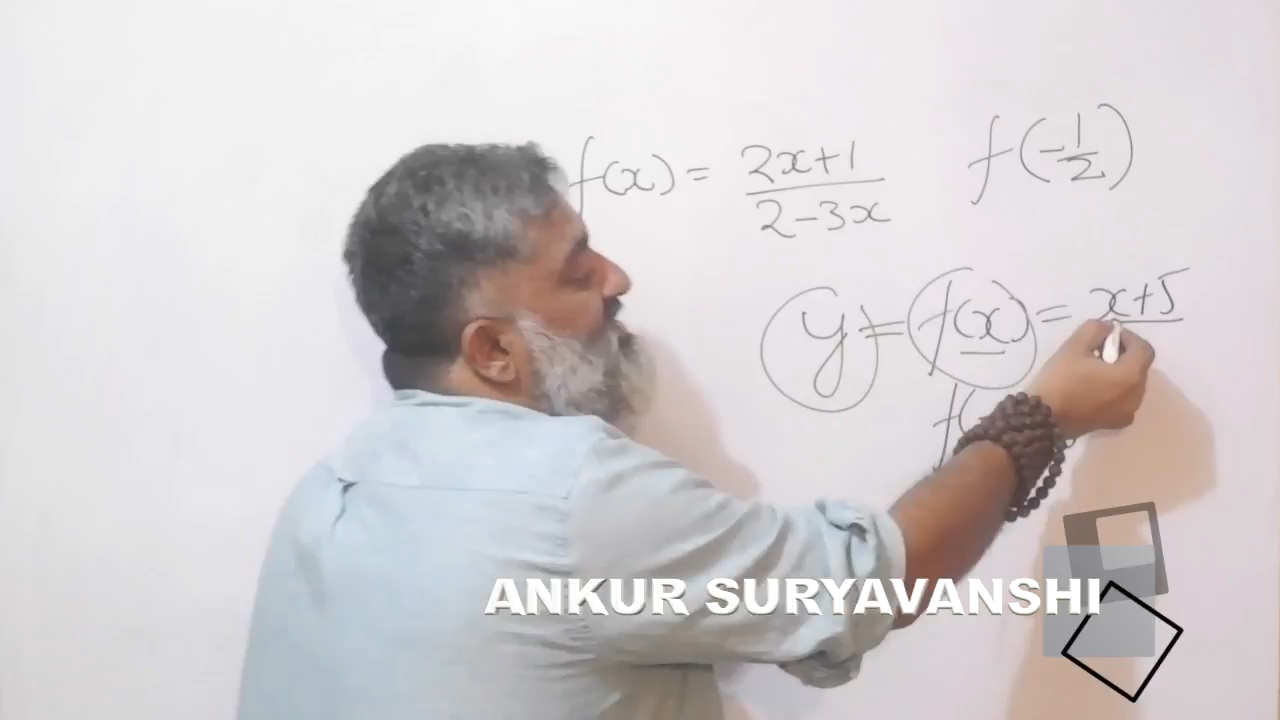 f(x) = 2x+1 / 2-3x f(-1/2)
y = f(x) = x+5
f(
ANKUR SURYAVANSHI